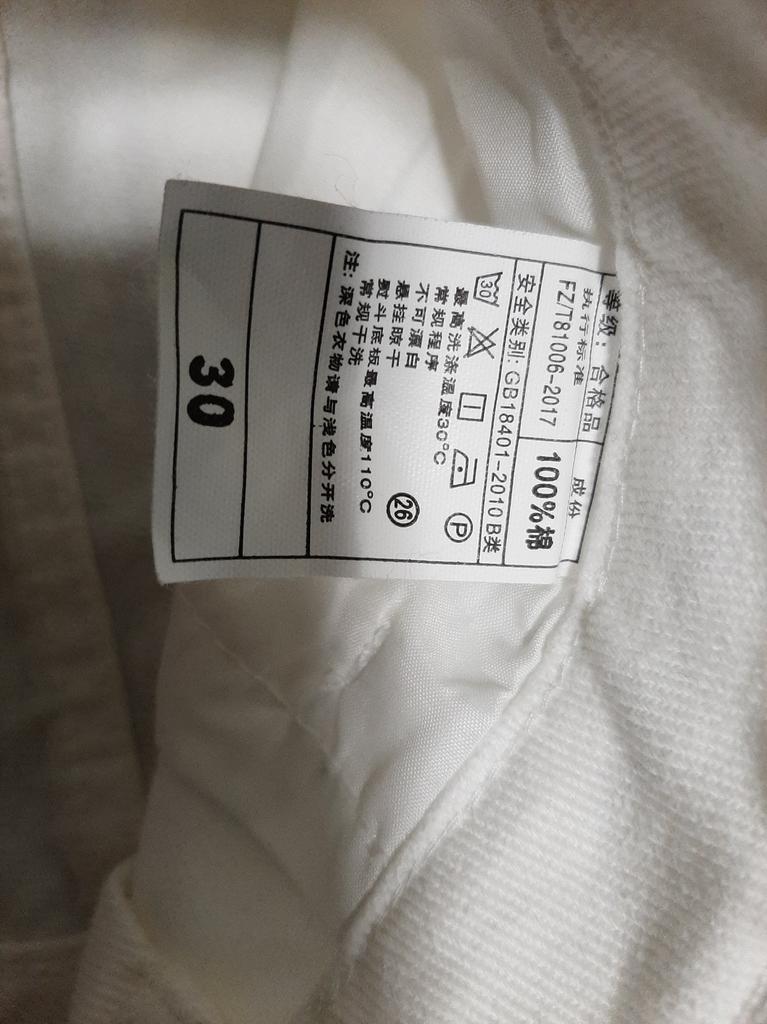 等级：合格品
执行标准
FZ/T81006-2017
成份
100%棉
安全类别:GB18401-2010 B类
30
P
最高洗涤温度30°C
常规程序
不可漂白
悬挂晾干
熨斗底板最高温度110°C
常规干洗
26
注：深色衣物请与浅色分开洗
30